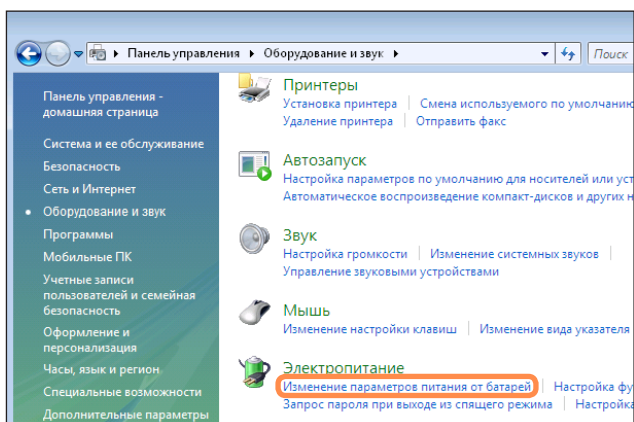 Панель управления ▸ Оборудование и звук ▸
Поиск
Панель управления -
домашняя страница
Система и ее обслуживание
Безопасность
Сеть и Интернет
• Оборудование и звук
Программы
Мобильные ПК
Учетные записи
пользователей и семейная
безопасность
Оформление и
персонализация
Часы, язык и регион
Специальные возможности
Дополнительные параметры
Принтеры
Установка принтера | Смена используемого по умолчанию
Удаление принтера | Отправить факс
Автозапуск
Настройка параметров по умолчанию для носителей или уст
Автоматическое воспроизведение компакт-дисков и других н
Звук
Настройка громкости | Изменение системных звуков |
Управление звуковыми устройствами
Мышь
Изменение настройки клавиш | Изменение вида указателя
Электропитание
Изменение параметров питания от батарей | Настройка фу
Запрос пароля при выходе из спящего режима | Настройка